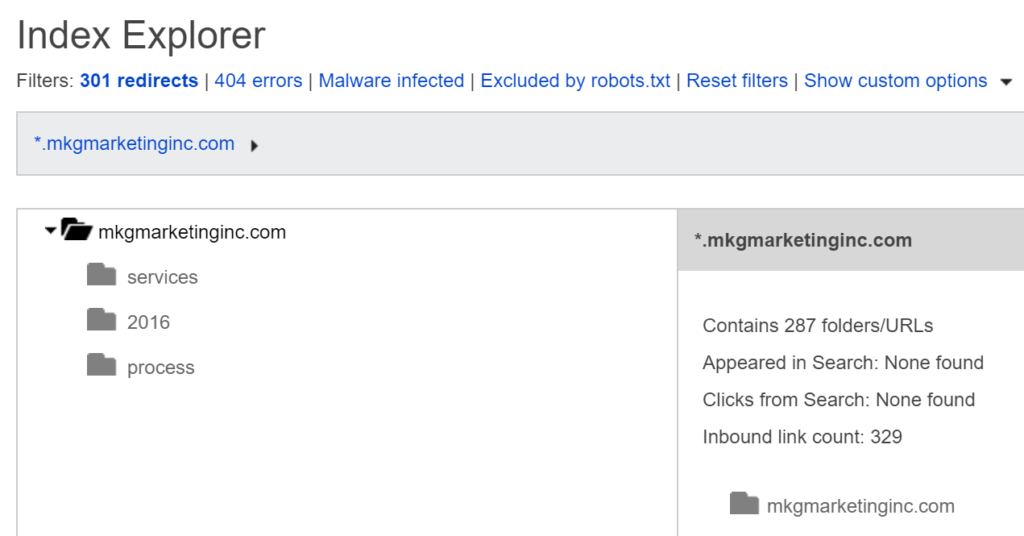 Index Explorer
Filters: 301 redirects | 404 errors | Malware infected | Excluded by robots.txt | Reset filters | Show custom options
*.mkgmarketinginc.com
mkgmarketinginc.com
services
2016
process
*.mkgmarketinginc.com
Contains 287 folders/URLs
Appeared in Search: None found
Clicks from Search: None found
Inbound link count: 329
mkgmarketinginc.com